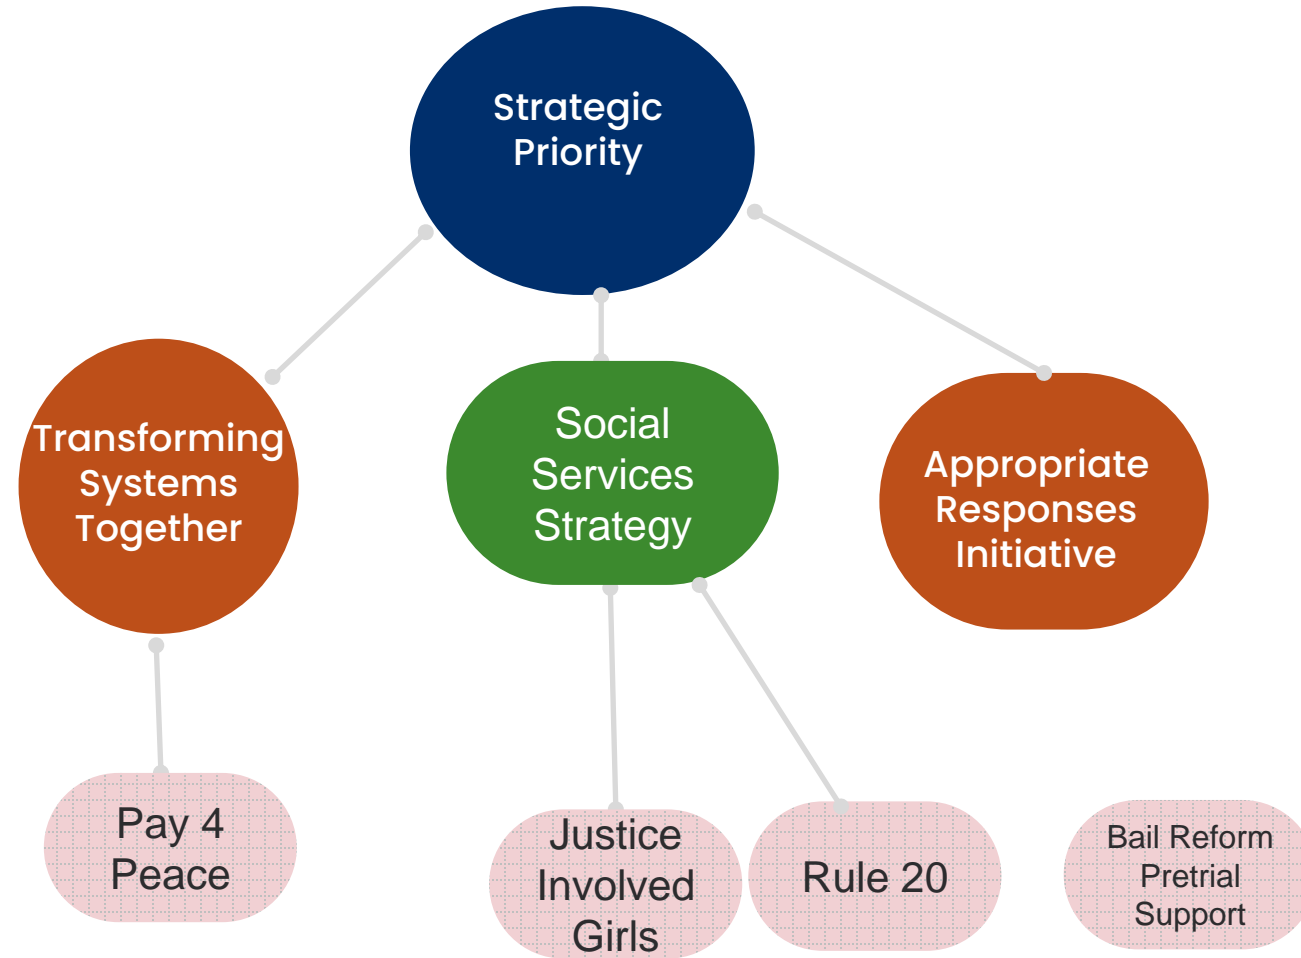 Strategic
Priority
Transforming
Systems
Together
Social
Services
Strategy
Appropriate
Responses
Initiative
Pay 4
Peace
Justice
Involved
Girls
Rule 20
Bail Reform
Pretrial
Support